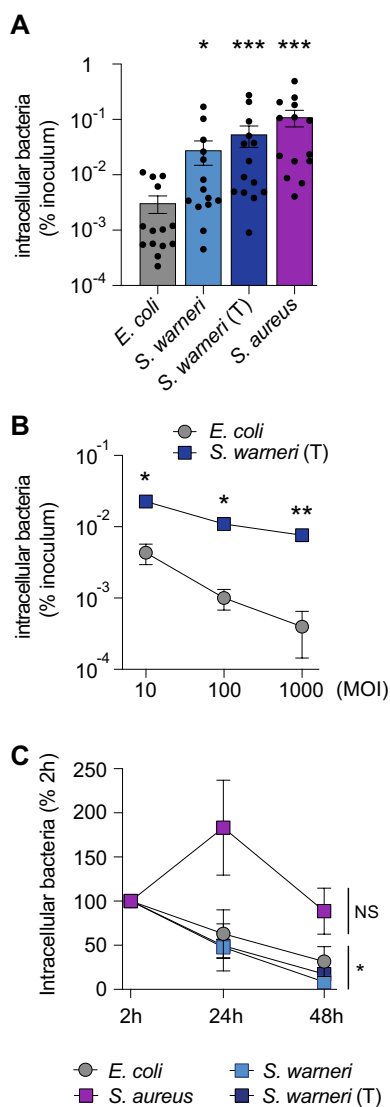 A
* *** ***
intracellular bacteria
(% inoculum)
1
10-1
10-2
10-3
10-4
E. coli
S. warneri
S. warneri (T)
S. aureus
B
E. coli
S. warneri (T)
intracellular bacteria
(% inoculum)
10-1
10-2
10-3
10-4
* * **
10 100 1000 (MOI)
C
Intracellular bacteria (% 2h)
250
200
150
100
50
0
NS
*
2h 24h 48h
E. coli S. warneri
S. aureus S. warneri (T)